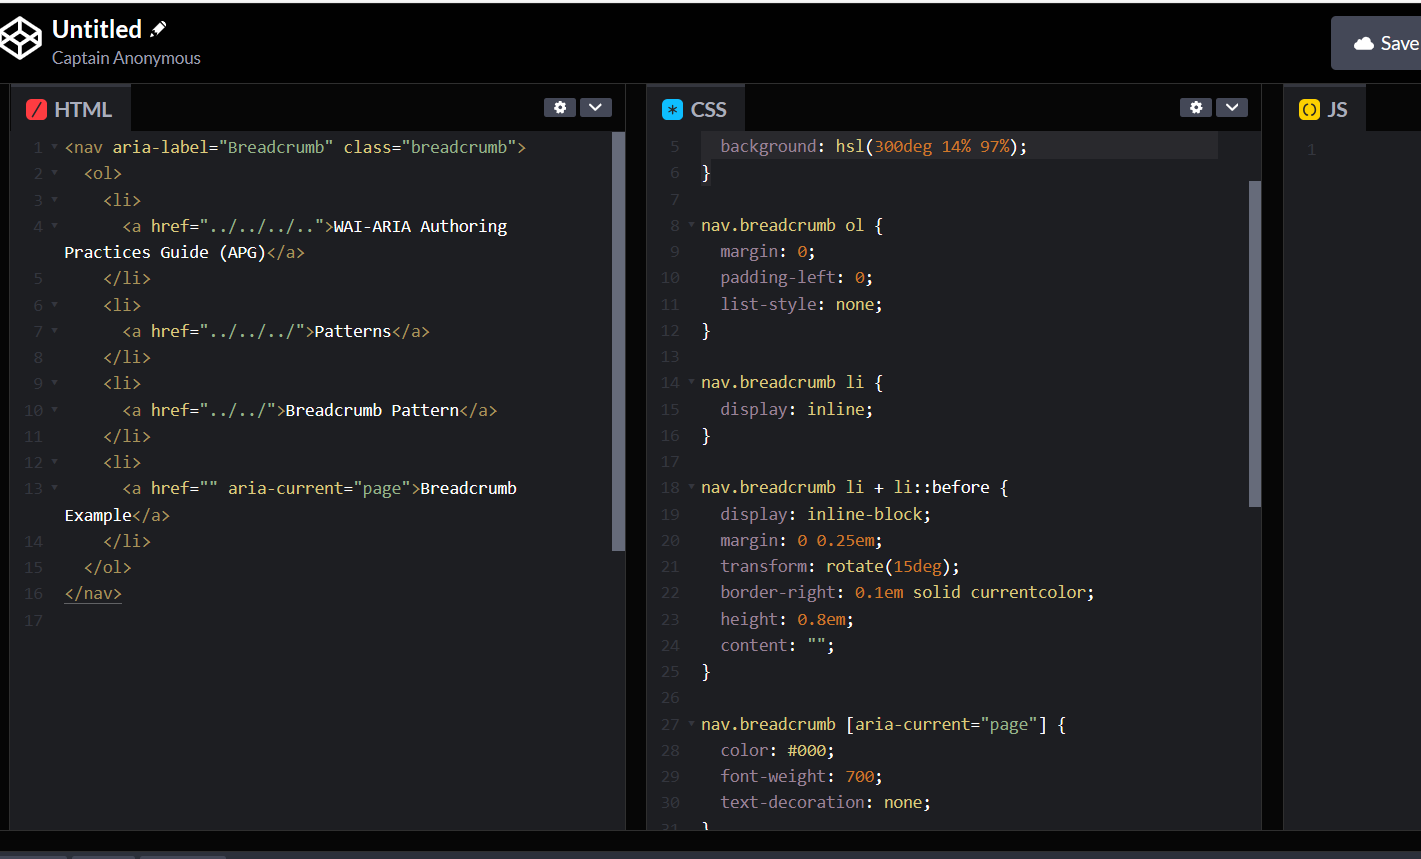 Untitled
Captain Anonymous
Save
HTML
1 <nav aria-label="Breadcrumb" class="breadcrumb">
2   <ol>
3     <li>
4       <a href="../../../..">WAI-ARIA Authoring
Practices Guide (APG)</a>
5     </li>
6     <li>
7       <a href="../../../">Patterns</a>
8     </li>
9     <li>
10       <a href="../../">Breadcrumb Pattern</a>
11     </li>
12     <li>
13       <a href="" aria-current="page">Breadcrumb
Example</a>
14     </li>
15   </ol>
16 </nav>
17
CSS
5   background: hsl(300deg 14% 97%);
6 }
7
8 nav.breadcrumb ol {
9   margin: 0;
10   padding-left: 0;
11   list-style: none;
12 }
13
14 nav.breadcrumb li {
15   display: inline;
16 }
17
18 nav.breadcrumb li + li::before {
19   display: inline-block;
20   margin: 0 0.25em;
21   transform: rotate(15deg);
22   border-right: 0.1em solid currentcolor;
23   height: 0.8em;
24   content: "";
25 }
26
27 nav.breadcrumb [aria-current="page"] {
28   color: #000;
29   font-weight: 700;
30   text-decoration: none;
31 }
JS
1